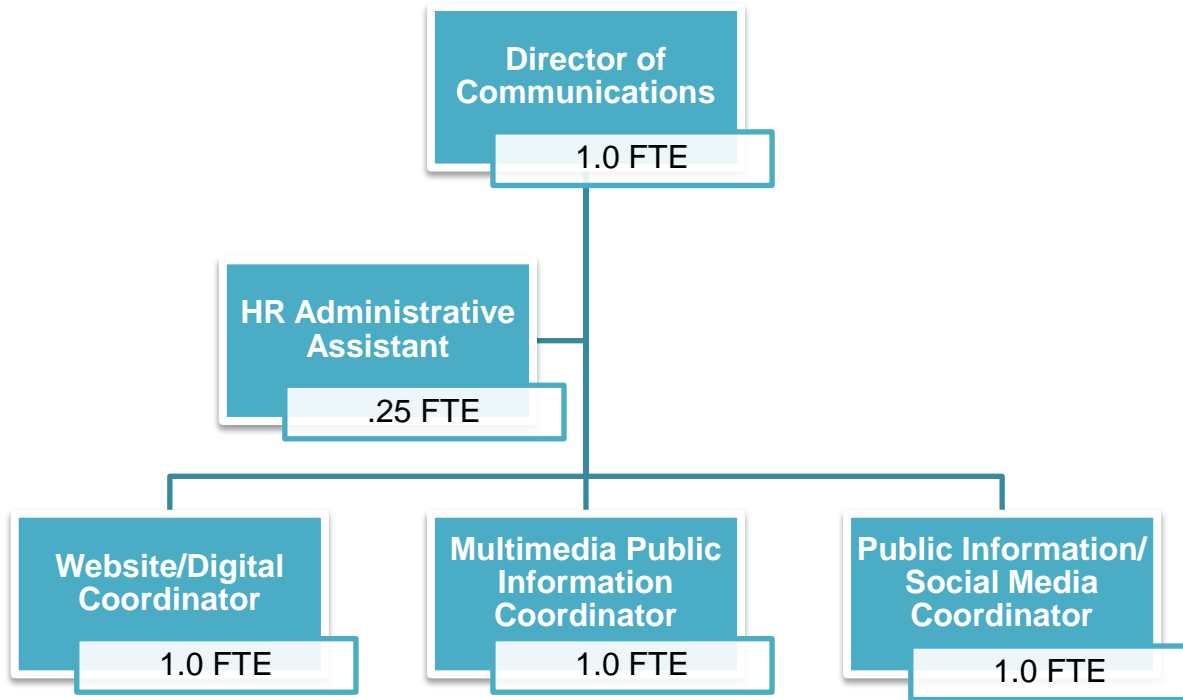 Director of
Communications
1.0 FTE
HR Administrative
Assistant
.25 FTE
Website/Digital
Coordinator
1.0 FTE
Multimedia Public
Information
Coordinator
1.0 FTE
Public Information/
Social Media
Coordinator
1.0 FTE